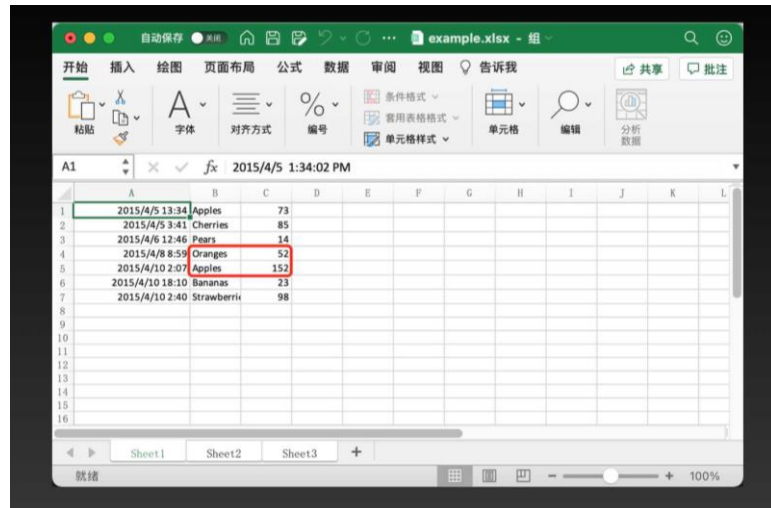 自动保存 关闭 example.xlsx - 组
开始 插入 绘图 页面布局 公式 数据 审阅 视图 告诉我 共享 批注
粘贴 字体 对齐方式 % 编号 条件格式 套用表格格式 单元格样式 单元格 编辑 分析数据
A1 fx 2015/4/5 1:34:02 PM
A B C D E F G H I J K L
1 2015/4/5 13:34 Apples 73
2 2015/4/5 3:41 Cherries 85
3 2015/4/6 12:46 Pears 14
4 2015/4/8 8:59 Oranges 52
5 2015/4/10 2:07 Apples 152
6 2015/4/10 18:10 Bananas 23
7 2015/4/10 2:40 Strawberrie 98
8
9
10
11
12
13
14
15
16
Sheet1 Sheet2 Sheet3 +
就绪 - + 100%